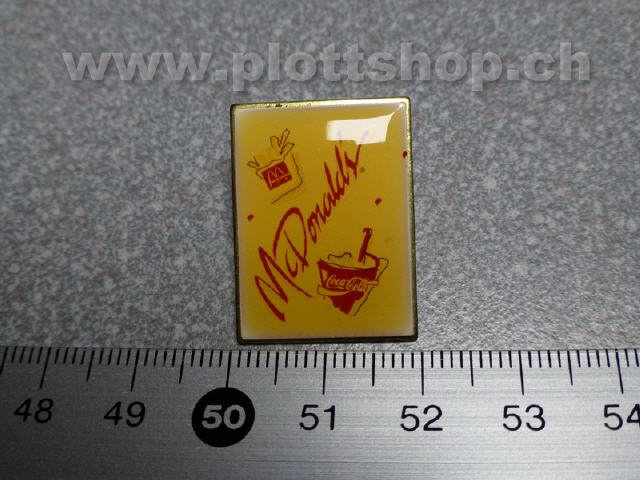 www.plottshop.ch
M
McDonald's
Coca-Cola
48 49 50 51 52 53 54